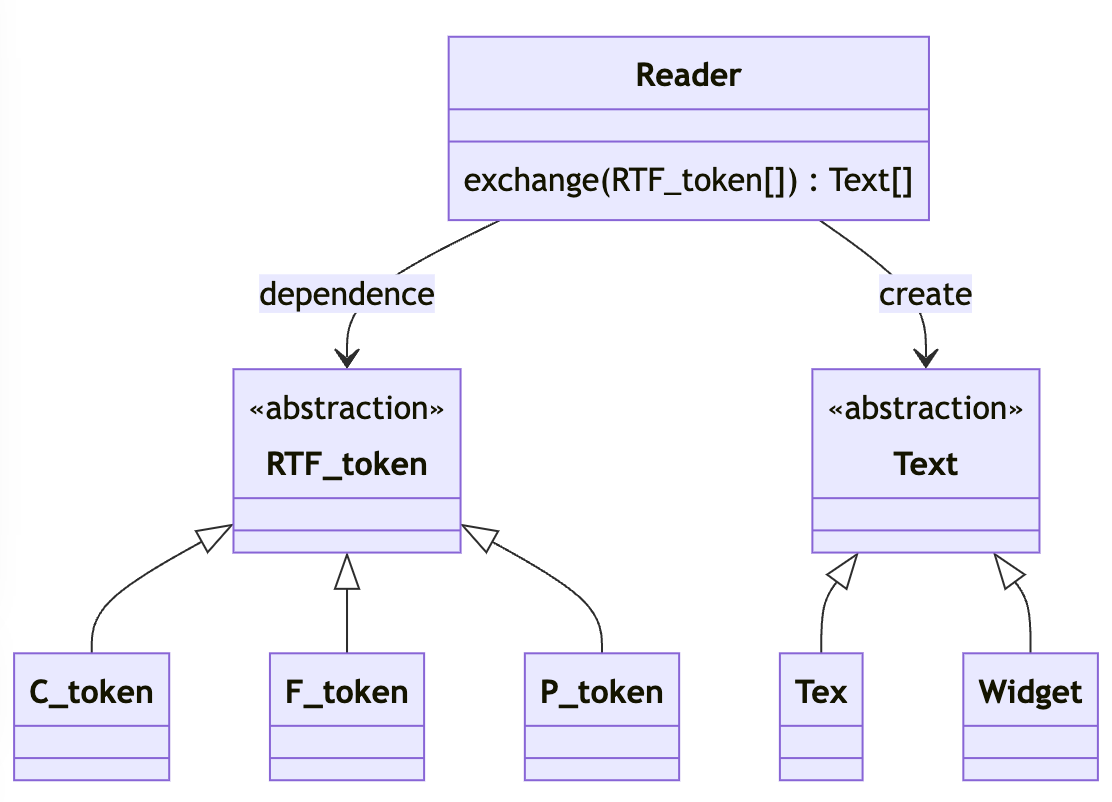 Reader
exchange(RTF_token[]) : Text[]
dependence
create
«abstraction»
RTF_token
«abstraction»
Text
C_token
F_token
P_token
Tex
Widget